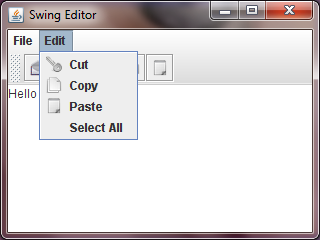 Swing Editor
File Edit
Cut
Copy
Paste
Select All
Hello